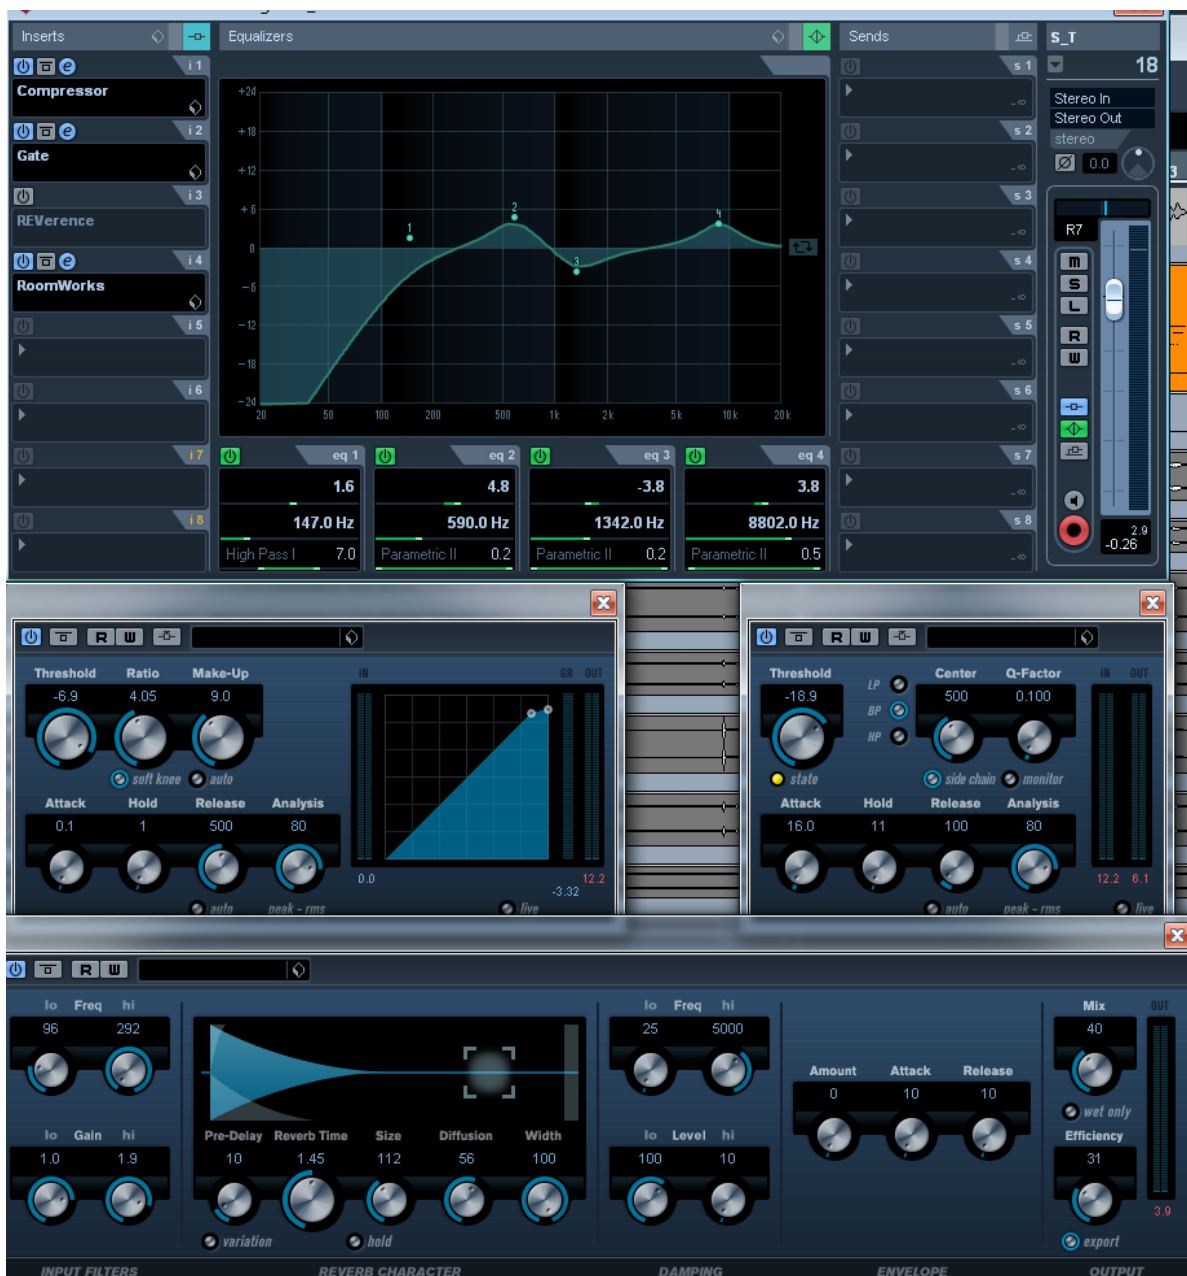 Inserts
Equalizers
Sends
S_T
i 1
s 1
18
Compressor
Stereo In
Stereo Out
i 2
s 2
stereo
Gate
0.0
i 3
s 3
REVerence
R7
i 4
s 4
RoomWorks
m
S
L
i 5
s 5
R
W
i 6
s 6
i 7
s 7
i 8
s 8
2.9
-0.26
+24
+18
+12
+6
0
-6
-12
-18
-24
20 50 100 200 500 1k 2k 5k 10k 20k
1 2 3 4
eq 1 eq 2 eq 3 eq 4
1.6 4.8 -3.8 3.8
147.0 Hz 590.0 Hz 1342.0 Hz 8802.0 Hz
High Pass I 7.0 Parametric II 0.2 Parametric II 0.2 Parametric II 0.5
-∞
R W
Threshold Ratio Make-Up
-6.9 4.05 9.0
soft knee auto
Attack Hold Release Analysis
0.1 1 500 80
auto peak - rms
IN GR OUT
0.0 -3.32 12.2
live
R W
Threshold Center Q-Factor
-18.9 500 0.100
LP
BP
HP
state side chain monitor
Attack Hold Release Analysis
16.0 11 100 80
auto peak - rms
IN OUT
12.2 6.1
live
R W
lo Freq hi
96 292
lo Gain hi
1.0 1.9
INPUT FILTERS
Pre-Delay Reverb Time Size Diffusion Width
10 1.45 112 56 100
variation hold
REVERB CHARACTER
lo Freq hi
25 5000
lo Level hi
100 10
DAMPING
Amount Attack Release
0 10 10
ENVELOPE
Mix
40
wet only
Efficiency
31
export
OUT
3.9
OUTPUT